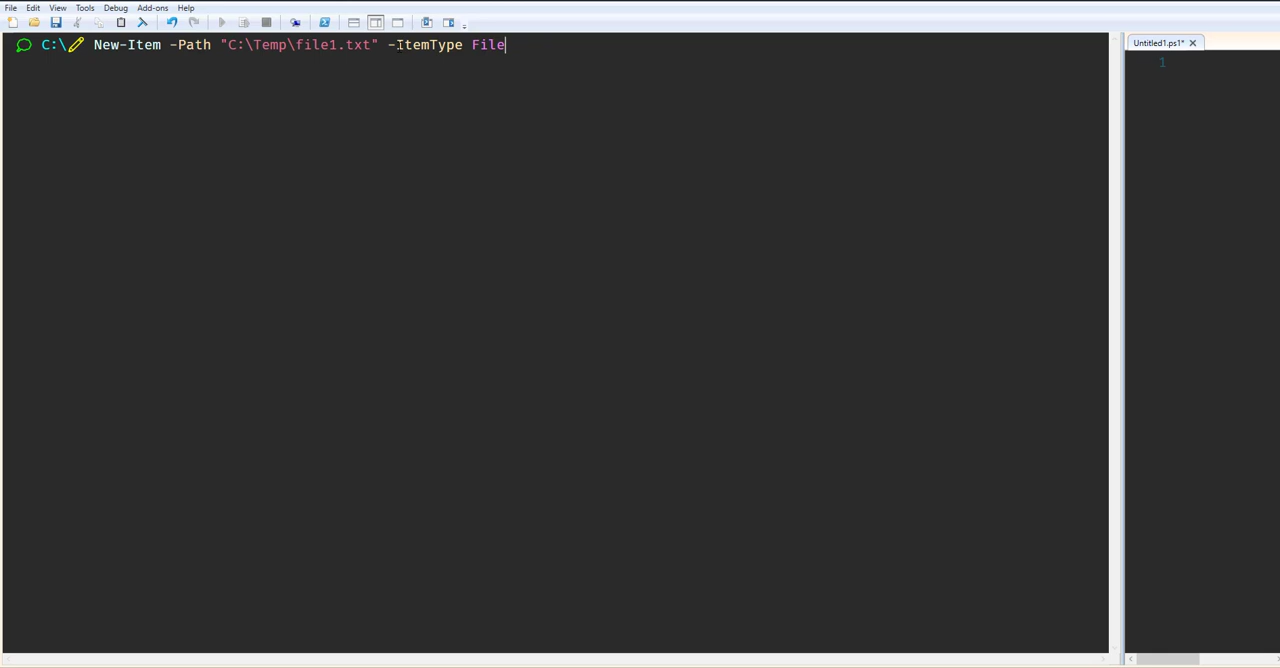 File Edit View Tools Debug Add-ons Help
C:\ New-Item -Path "C:\Temp\file1.txt" -ItemType File
Untitled1.ps1* X
1